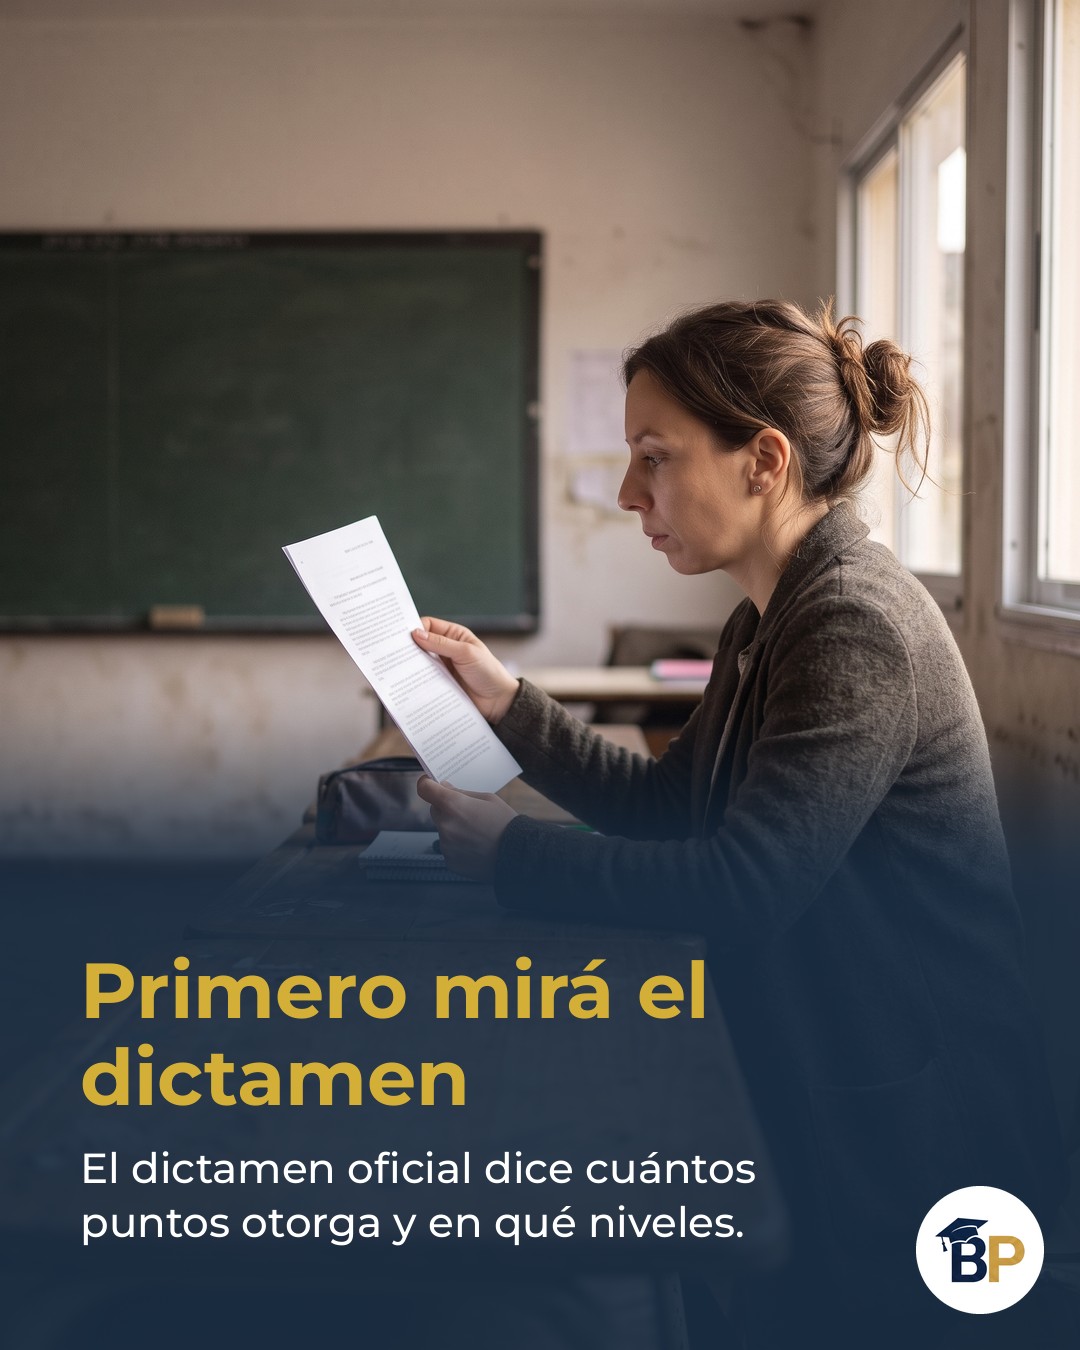 Primero mirá el
dictamen
El dictamen oficial dice cuántos
puntos otorga y en qué niveles.
BP